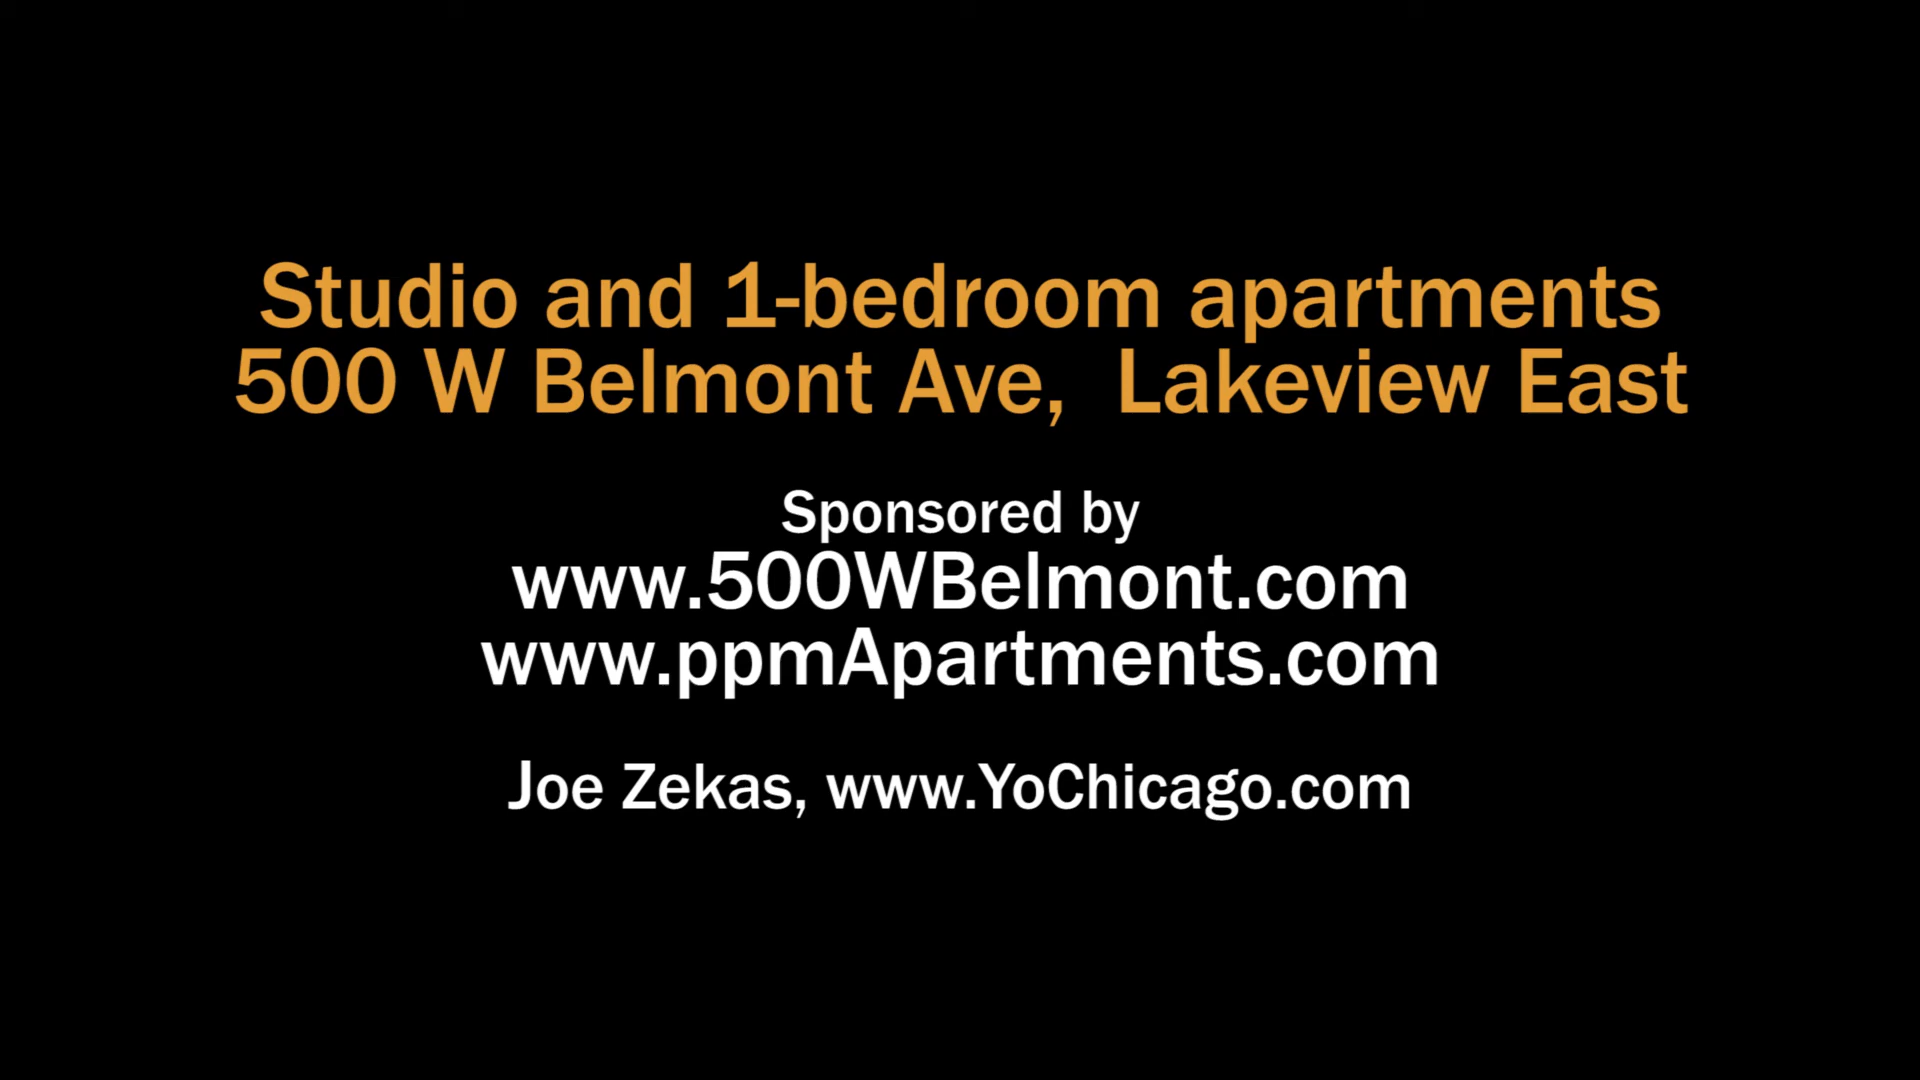 Studio and 1-bedroom apartments
500 W Belmont Ave, Lakeview East
Sponsored by
www.500WBelmont.com
www.ppmApartments.com
Joe Zekas, www.YoChicago.com